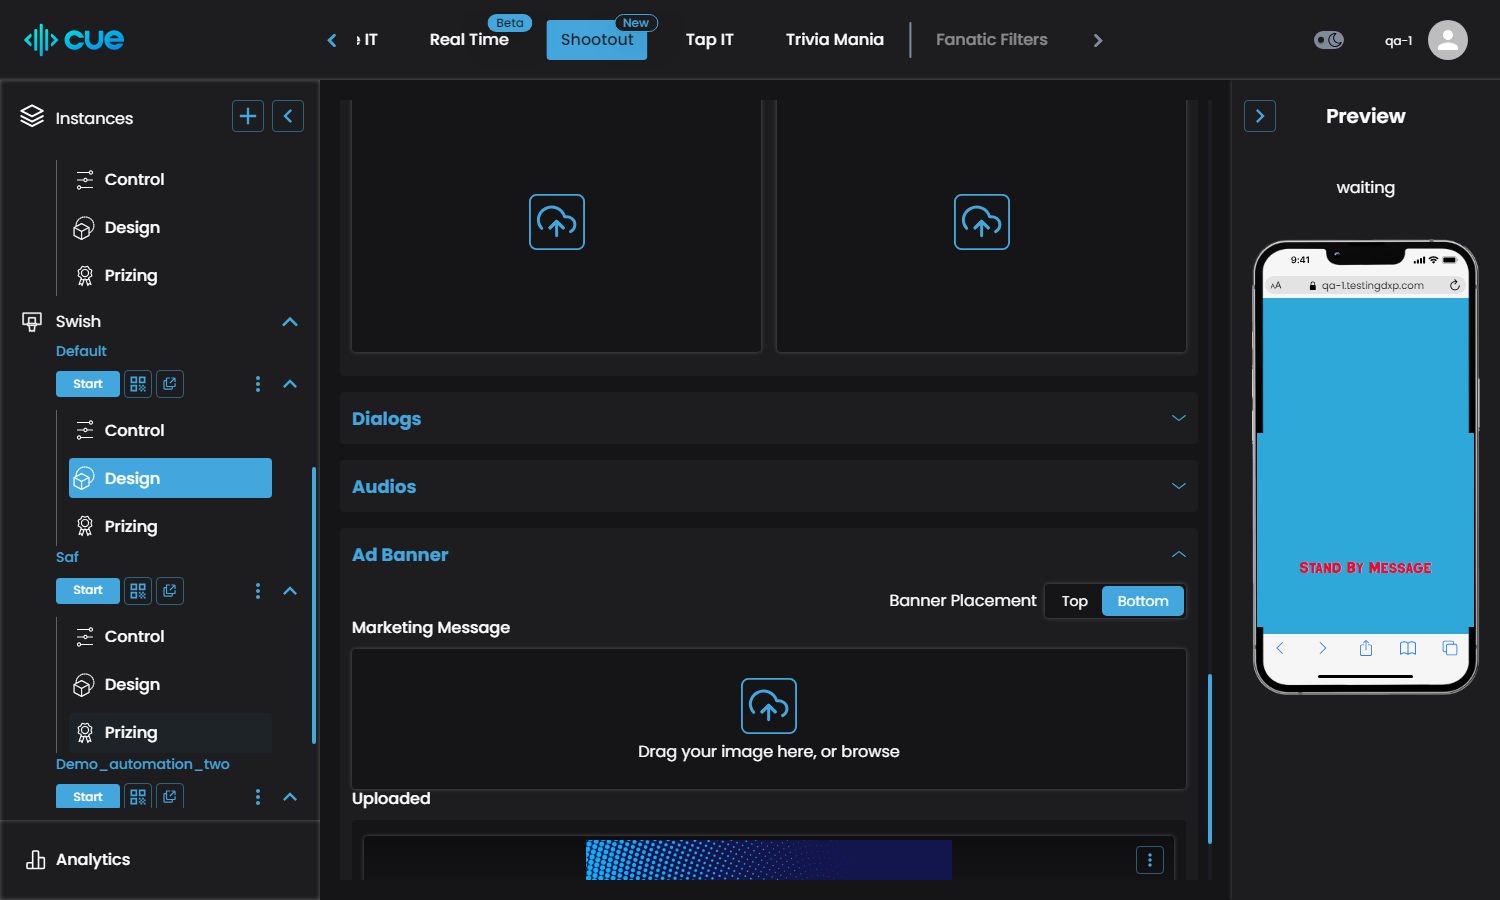 cue
IT
Real Time
Beta
Shootout
New
Tap IT
Trivia Mania
Fanatic Filters
qa-1
Instances
Control
Design
Prizing
Swish
Default
Start
Control
Design
Prizing
Saf
Start
Control
Design
Prizing
Demo_automation_two
Start
Analytics
Dialogs
Audios
Ad Banner
Banner Placement
Top
Bottom
Marketing Message
Drag your image here, or browse
Uploaded
Preview
waiting
9:41
AA
qa-1.testingdxp.com
Stand By Message